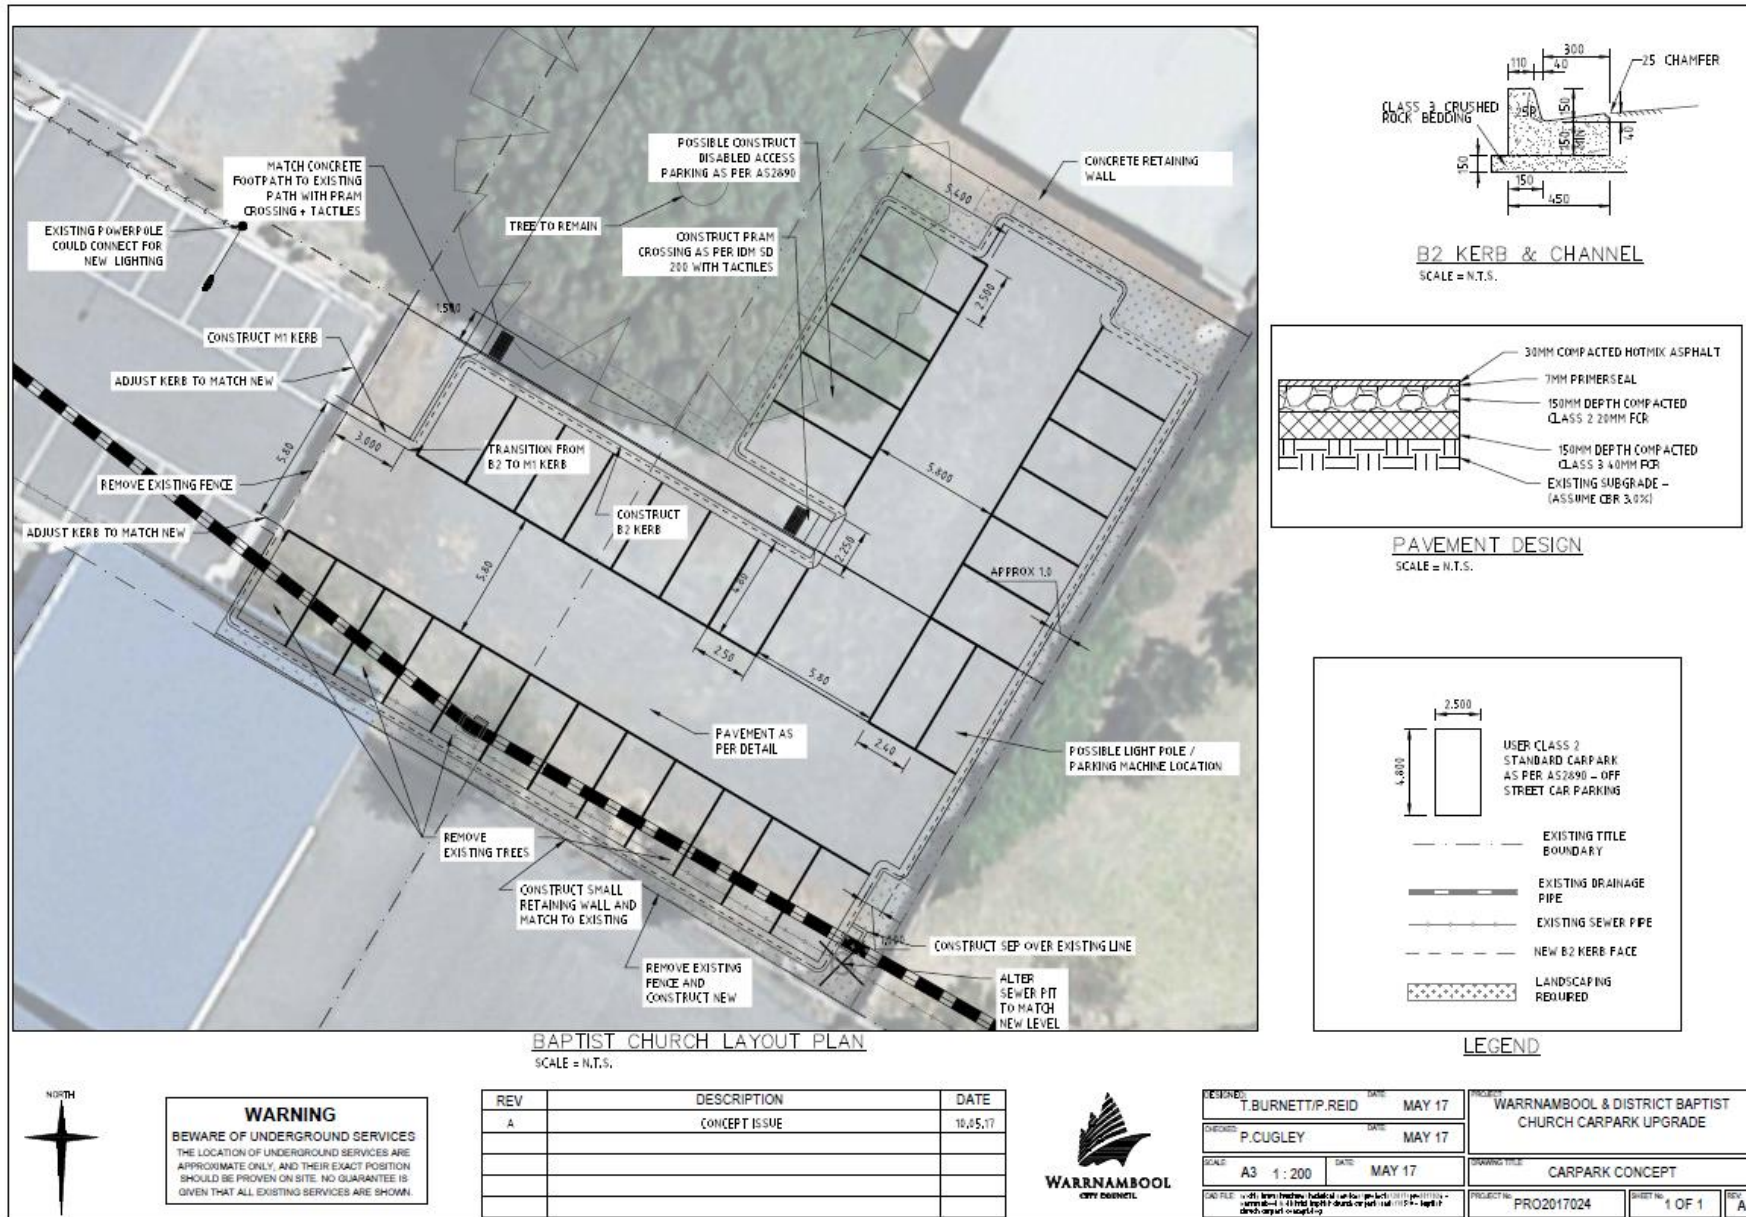 MATCH CONCRETE
FOOTPATH TO EXISTING
PATH WITH PRAM
CROSSING + TACTILES
EXISTING POWERPOLE
COULD CONNECT FOR
NEW LIGHTING
POSSIBLE CONSTRUCT
DISABLED ACCESS
PARKING AS PER AS2890
TREE TO REMAIN
CONSTRUCT PRAM
CROSSING AS PER IDM SD
200 WITH TACTILES
CONCRETE RETAINING
WALL
5.400
2.500
CONSTRUCT M1 KERB
ADJUST KERB TO MATCH NEW
3.000
5.80
REMOVE EXISTING FENCE
ADJUST KERB TO MATCH NEW
TRANSITION FROM
B2 TO M1 KERB
CONSTRUCT
B2 KERB
5.800
2.250
4.80
5.80
APPROX 1.0
2.50
5.80
2.40
PAVEMENT AS
PER DETAIL
POSSIBLE LIGHT POLE /
PARKING MACHINE LOCATION
REMOVE
EXISTING TREES
CONSTRUCT SMALL
RETAINING WALL AND
MATCH TO EXISTING
REMOVE EXISTING
FENCE AND
CONSTRUCT NEW
CONSTRUCT SEP OVER EXISTING LINE
ALTER
SEWER PIT
TO MATCH
NEW LEVEL
BAPTIST CHURCH LAYOUT PLAN
SCALE = N.T.S.
300
110
40
25 CHAMFER
CLASS 3 CRUSHED
ROCK BEDDING
25R
150
150
MIN
40
150
150
450
B2 KERB & CHANNEL
SCALE = N.T.S.
30MM COMPACTED HOTMIX ASPHALT
7MM PRIMERSEAL
150MM DEPTH COMPACTED
CLASS 2 20MM FCR
150MM DEPTH COMPACTED
CLASS 3 40MM FCR
EXISTING SUBGRADE -
(ASSUME CBR 3.0%)
PAVEMENT DESIGN
SCALE = N.T.S.
2.500
4.800
USER CLASS 2
STANDARD CARPARK
AS PER AS2890 - OFF
STREET CAR PARKING
EXISTING TITLE
BOUNDARY
EXISTING DRAINAGE
PIPE
EXISTING SEWER PIPE
NEW B2 KERB FACE
LANDSCAPING
REQUIRED
LEGEND
NORTH
WARNING
BEWARE OF UNDERGROUND SERVICES
THE LOCATION OF UNDERGROUND SERVICES ARE
APPROXIMATE ONLY, AND THEIR EXACT POSITION
SHOULD BE PROVEN ON SITE. NO GUARANTEE IS
GIVEN THAT ALL EXISTING SERVICES ARE SHOWN.
REV DESCRIPTION DATE
A CONCEPT ISSUE 10.05.17
WARRNAMBOOL
CITY COUNCIL
DESIGNED: T.BURNETT/P.REID DATE: MAY 17
CHECKED: P.CUGLEY DATE: MAY 17
SCALE: A3 1 : 200 DATE: MAY 17
CAD FILE:
PROJECT: WARRNAMBOOL & DISTRICT BAPTIST
CHURCH CARPARK UPGRADE
DRAWING TITLE: CARPARK CONCEPT
PROJECT No. PRO2017024 SHEET No. 1 OF 1 REV. A